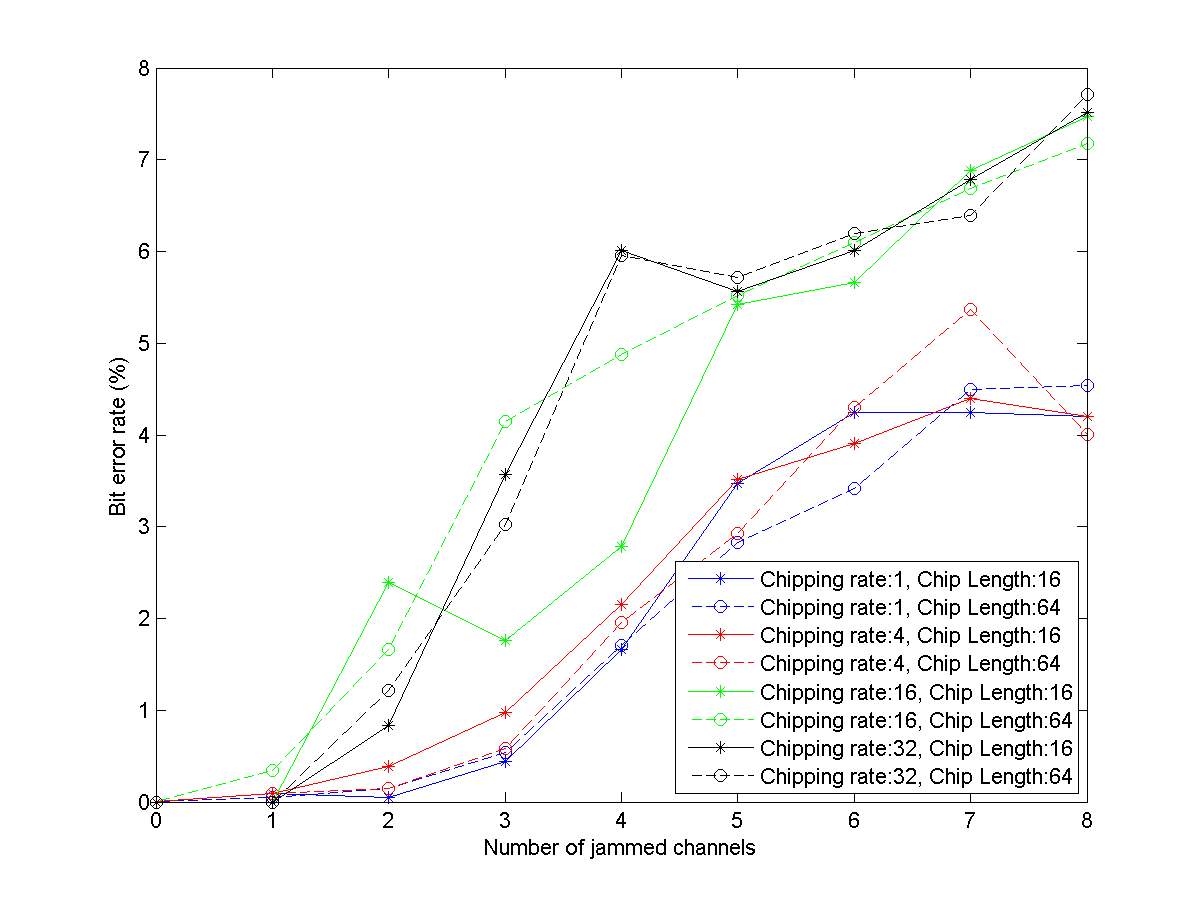 8
7
6
5
4
3
2
1
0
Bit error rate (%)
0 1 2 3 4 5 6 7 8
Number of jammed channels
Chipping rate:1, Chip Length:16
Chipping rate:1, Chip Length:64
Chipping rate:4, Chip Length:16
Chipping rate:4, Chip Length:64
Chipping rate:16, Chip Length:16
Chipping rate:16, Chip Length:64
Chipping rate:32, Chip Length:16
Chipping rate:32, Chip Length:64